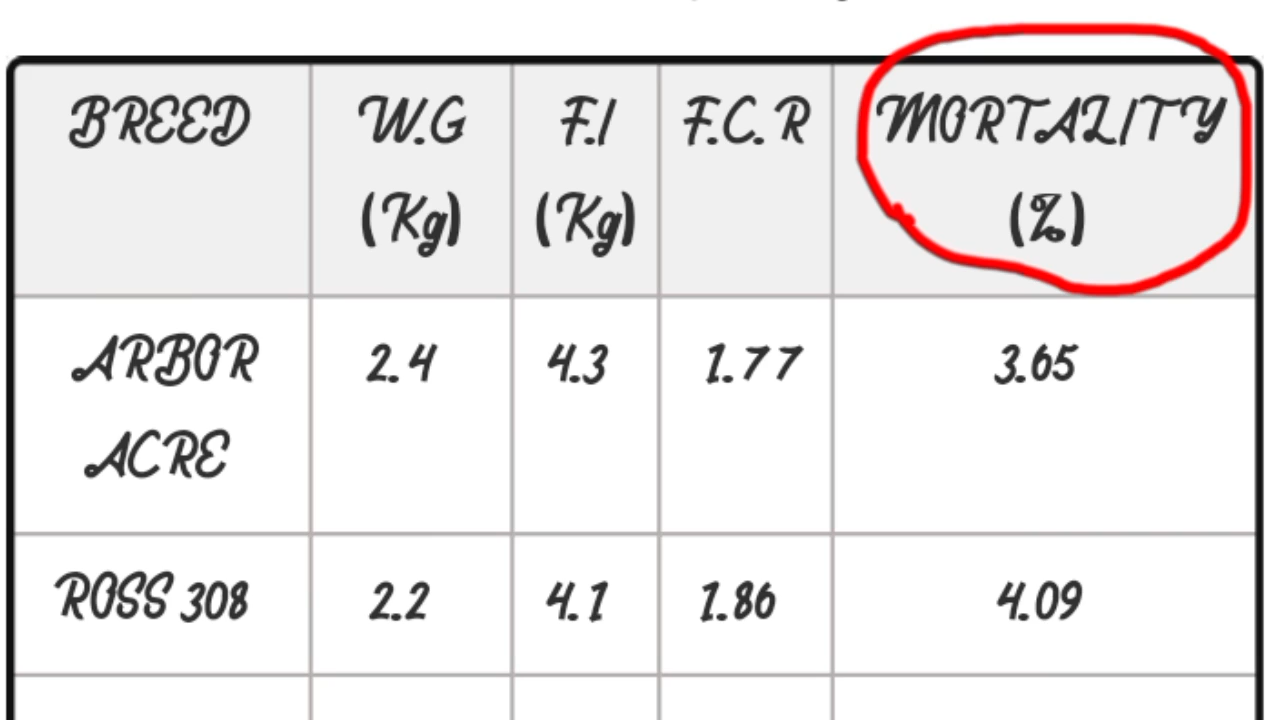 BREED W.G F.I F.C.R MORTALITY
(Kg) (Kg) (%)
ARBOR 2.4 4.3 1.77 3.65
ACRE
ROSS 308 2.2 4.1 1.86 4.09